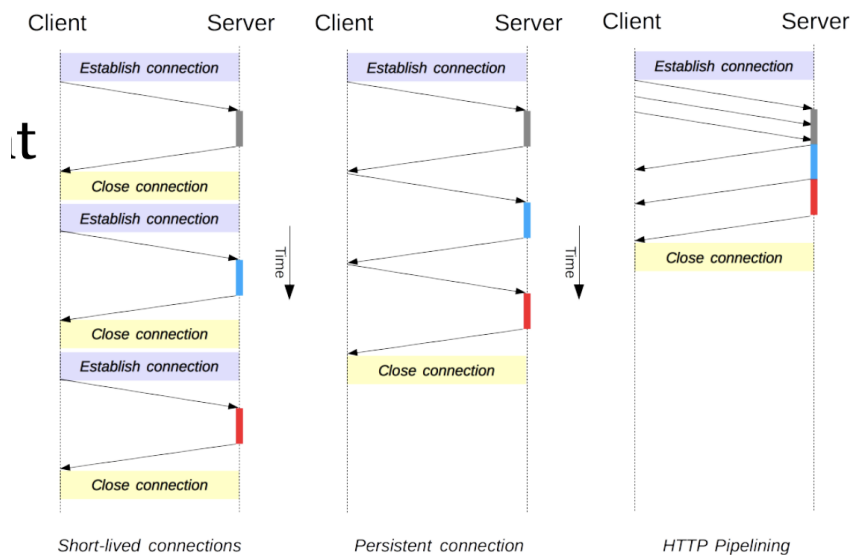 Client Server
Establish connection
Close connection
Establish connection
Close connection
Establish connection
Close connection
Short-lived connections
Time
Client Server
Establish connection
Close connection
Persistent connection
Time
Client Server
Establish connection
Close connection
HTTP Pipelining